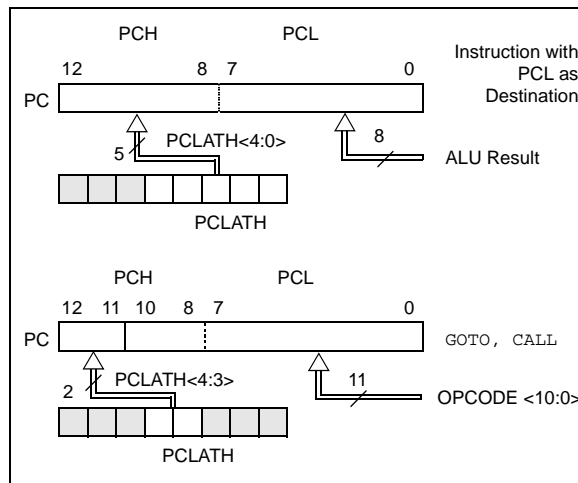 PCH PCL
12 8 7 0
Instruction with
PCL as
Destination
PC
5 PCLATH<4:0> 8
ALU Result
PCLATH
PCH PCL
12 11 10 8 7 0
PC GOTO, CALL
2 PCLATH<4:3> 11
OPCODE <10:0>
PCLATH